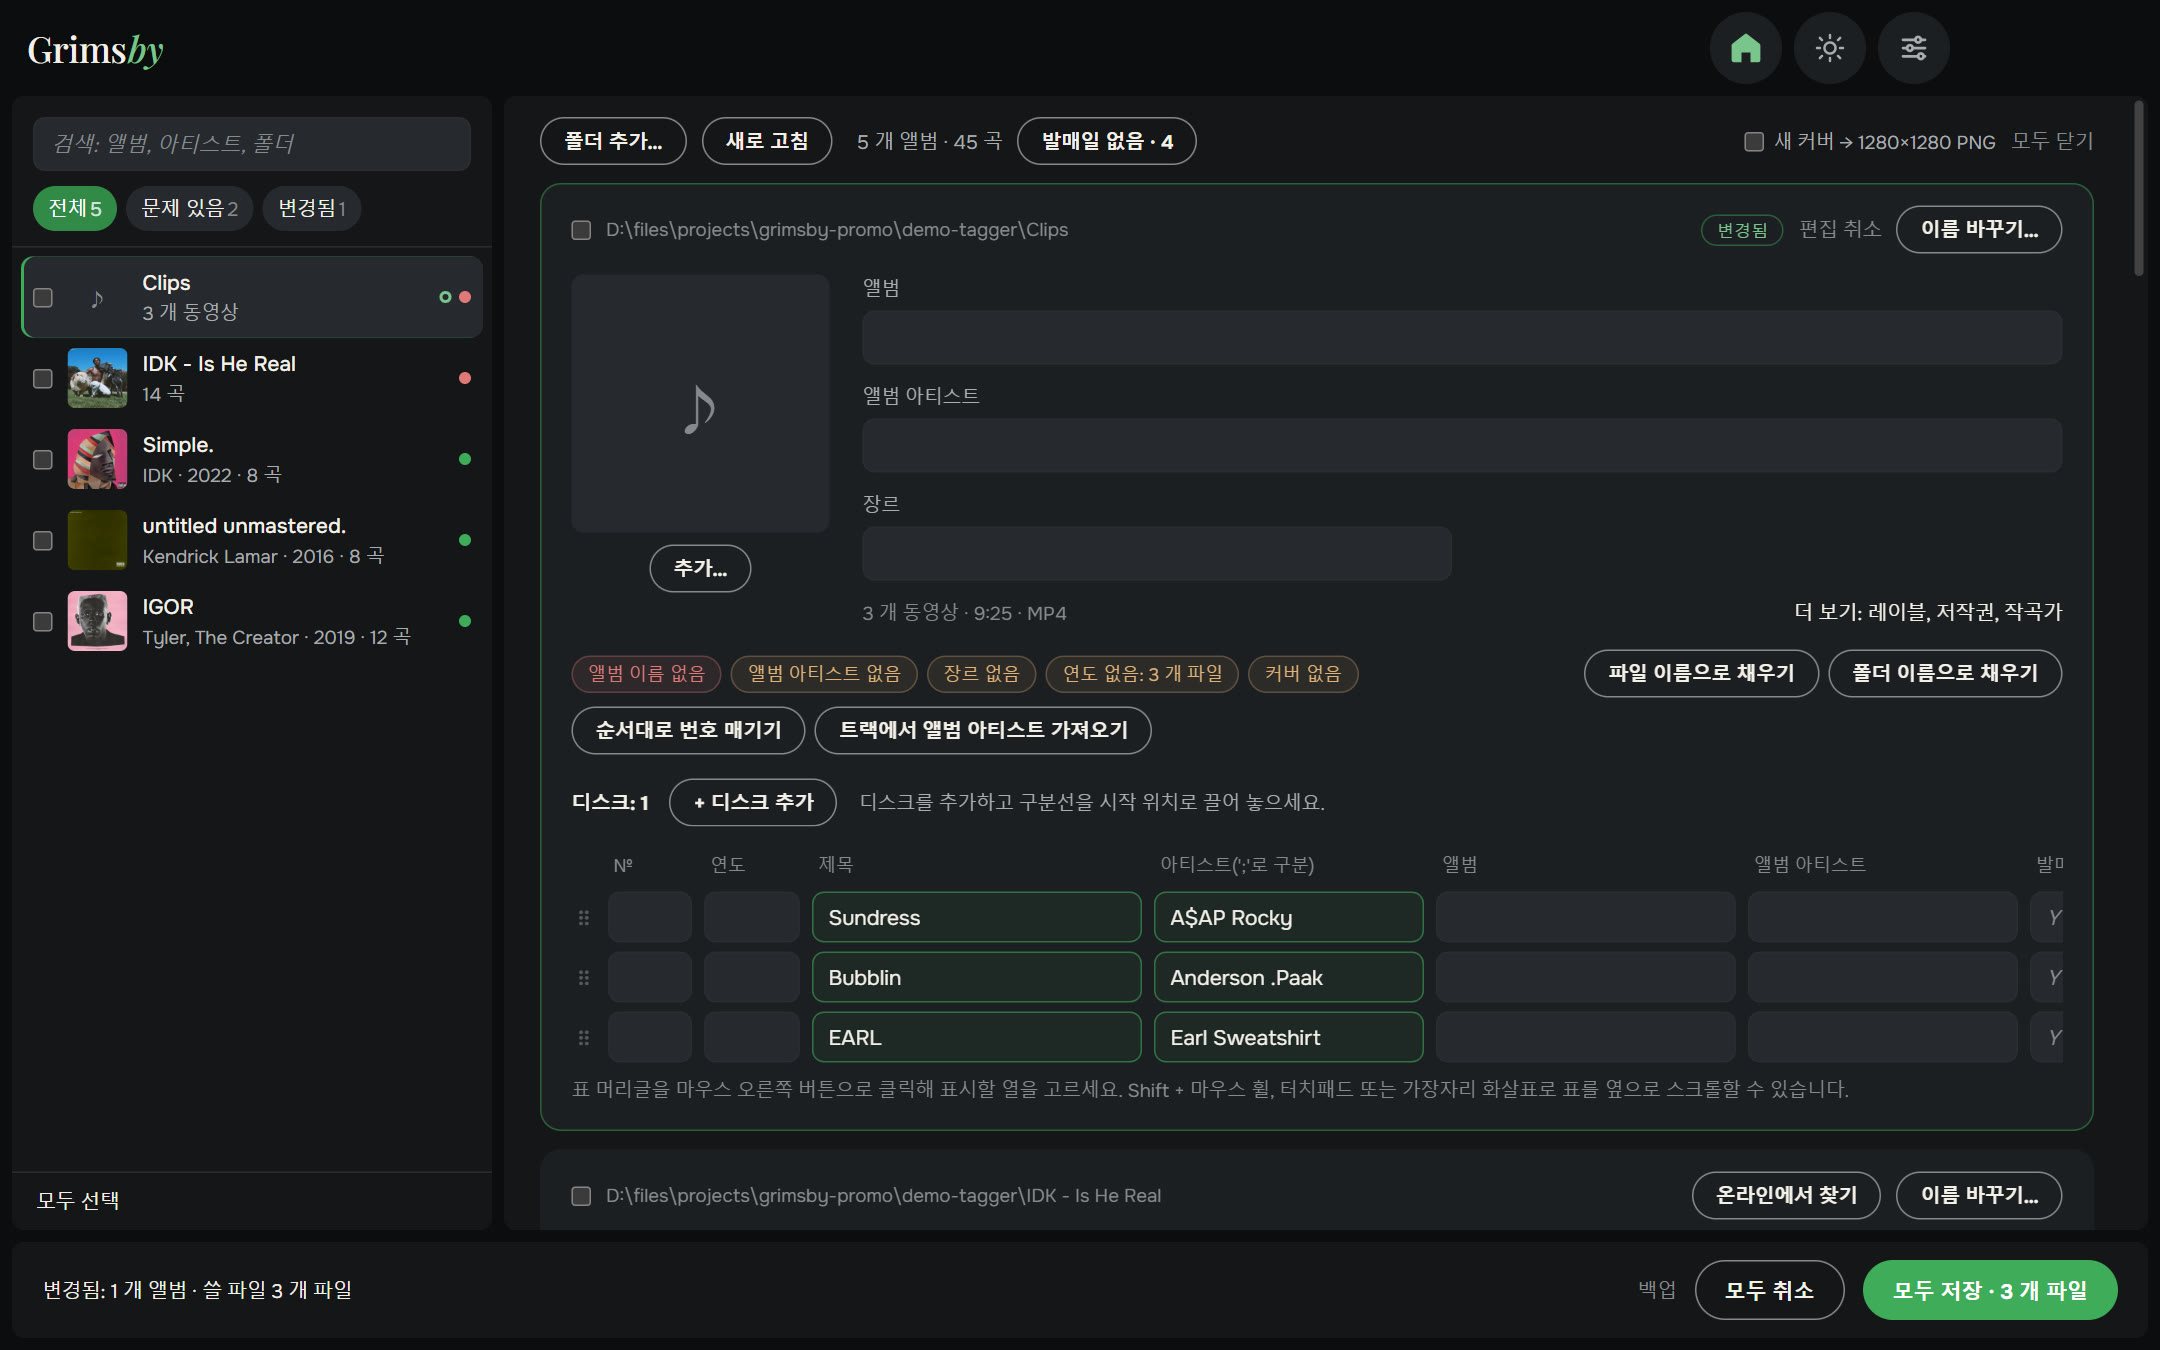 Grimsby
검색: 앨범, 아티스트, 폴더
전체 5
문제 있음 2
변경됨 1
Clips
3 개 동영상
IDK - Is He Real
14 곡
Simple.
IDK · 2022 · 8 곡
untitled unmastered.
Kendrick Lamar · 2016 · 8 곡
IGOR
Tyler, The Creator · 2019 · 12 곡
모두 선택
폴더 추가...
새로 고침
5 개 앨범 · 45 곡
발매일 없음 · 4
새 커버 → 1280×1280 PNG
모두 닫기
D:\files\projects\grimsby-promo\demo-tagger\Clips
변경됨
편집 취소
이름 바꾸기...
앨범
앨범 아티스트
장르
추가...
3 개 동영상 · 9:25 · MP4
더 보기: 레이블, 저작권, 작곡가
앨범 이름 없음
앨범 아티스트 없음
장르 없음
연도 없음: 3 개 파일
커버 없음
파일 이름으로 채우기
폴더 이름으로 채우기
순서대로 번호 매기기
트랙에서 앨범 아티스트 가져오기
디스크: 1
+ 디스크 추가
디스크를 추가하고 구분선을 시작 위치로 끌어 놓으세요.
№ 연도 제목 아티스트(';'로 구분) 앨범 앨범 아티스트
Sundress A$AP Rocky Y
Bubblin Anderson .Paak Y
EARL Earl Sweatshirt Y
표 머리글을 마우스 오른쪽 버튼으로 클릭해 표시할 열을 고르세요. Shift + 마우스 휠, 터치패드 또는 가장자리 화살표로 표를 옆으로 스크롤할 수 있습니다.
D:\files\projects\grimsby-promo\demo-tagger\IDK - Is He Real
온라인에서 찾기
이름 바꾸기...
변경됨: 1 개 앨범 · 쓸 파일 3 개 파일
백업
모두 취소
모두 저장 · 3 개 파일